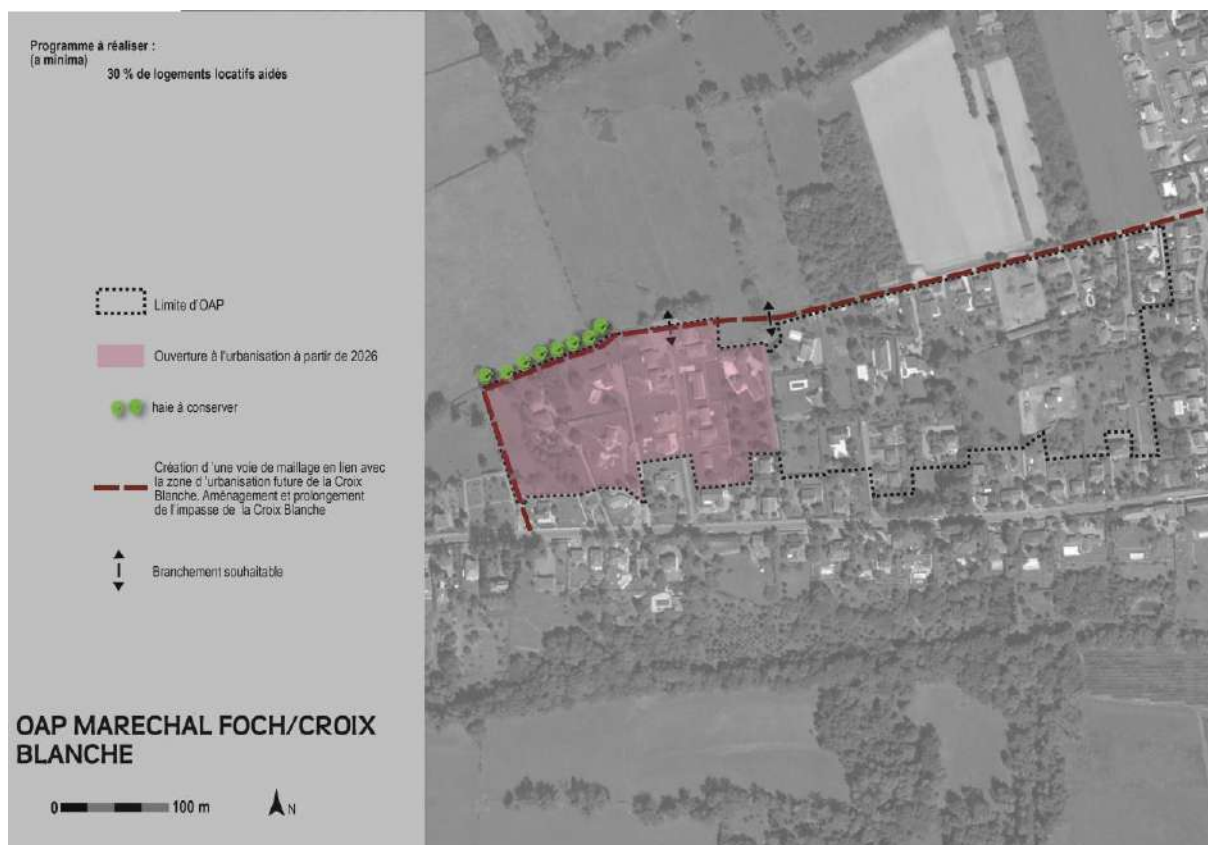 Programme à réaliser :
(a minima)
30 % de logements locatifs aidés
Limite d'OAP
Ouverture à l'urbanisation à partir de 2026
haie à conserver
Création d'une voie de maillage en lien avec
la zone d'urbanisation future de la Croix
Blanche. Aménagement et prolongement
de l'impasse de la Croix Blanche
Branchement souhaitable
OAP MARECHAL FOCH/CROIX
BLANCHE
0 100 m N